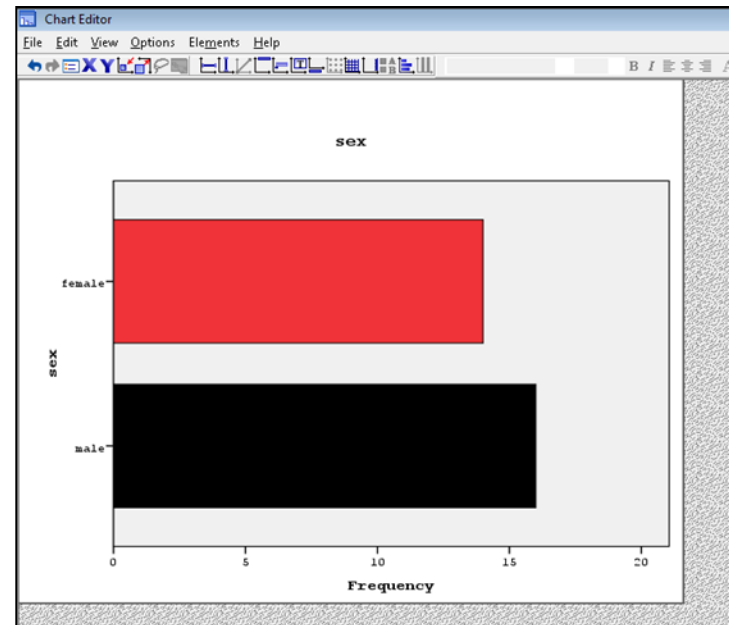 Chart Editor
File Edit View Options Elements Help
X Y B I
sex
female
sex
male
0 5 10 15 20
Frequency